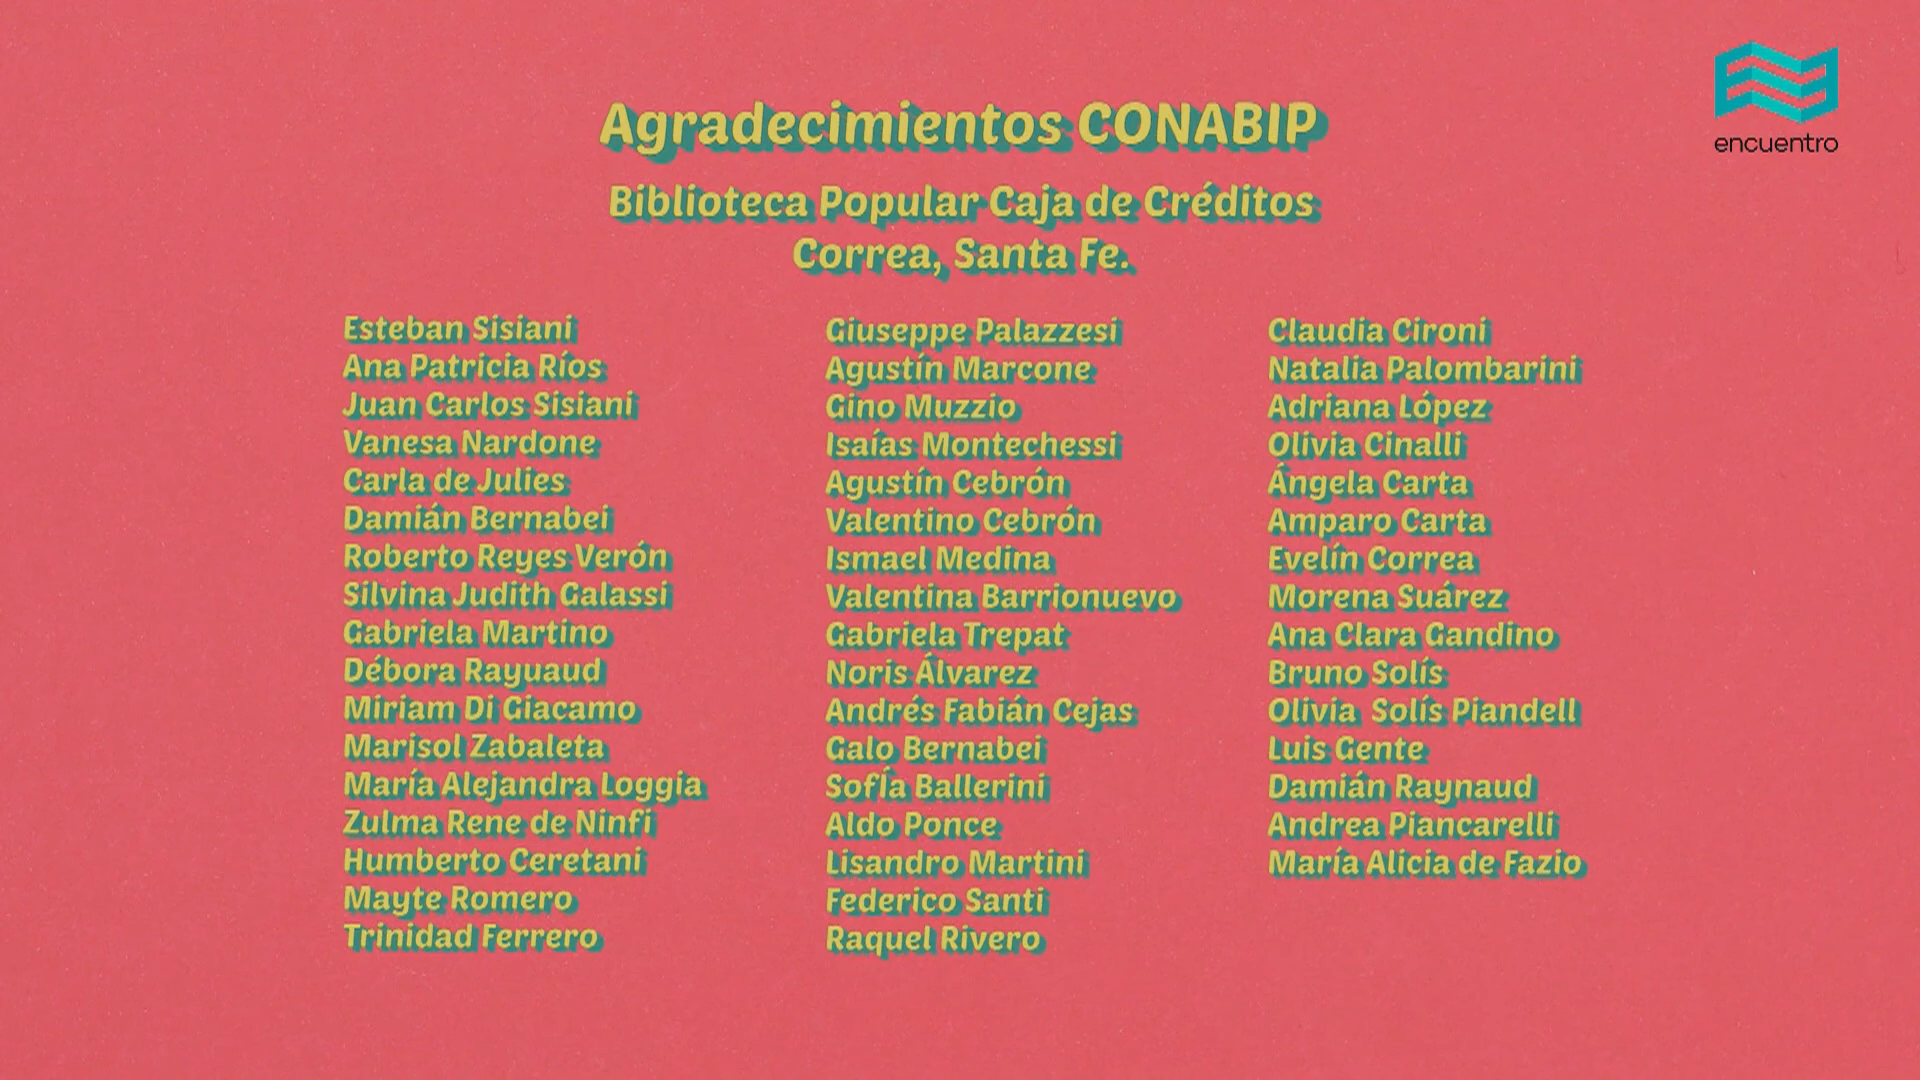 Agradecimientos CONABIP
encuentro
Biblioteca Popular Caja de Créditos
Correa, Santa Fe.
Esteban Sisiani
Ana Patricia Ríos
Juan Carlos Sisiani
Vanesa Nardone
Carla de Julies
Damián Bernabei
Roberto Reyes Verón
Silvina Judith Galassi
Gabriela Martino
Débora Rayuaud
Miriam Di Giacamo
Marisol Zabaleta
María Alejandra Loggia
Zulma Rene de Ninfi
Humberto Ceretani
Mayte Romero
Trinidad Ferrero
Giuseppe Palazzesi
Agustín Marcone
Gino Muzzio
Isaías Montechessi
Agustín Cebrón
Valentino Cebrón
Ismael Medina
Valentina Barrionuevo
Gabriela Trepat
Noris Álvarez
Andrés Fabián Cejas
Galo Bernabei
SofÍa Ballerini
Aldo Ponce
Lisandro Martini
Federico Santi
Raquel Rivero
Claudia Cironi
Natalia Palombarini
Adriana López
Olivia Cinalli
Ángela Carta
Amparo Carta
Evelín Correa
Morena Suárez
Ana Clara Gandino
Bruno Solís
Olivia Solís Piandell
Luis Gente
Damián Raynaud
Andrea Piancarelli
María Alicia de Fazio